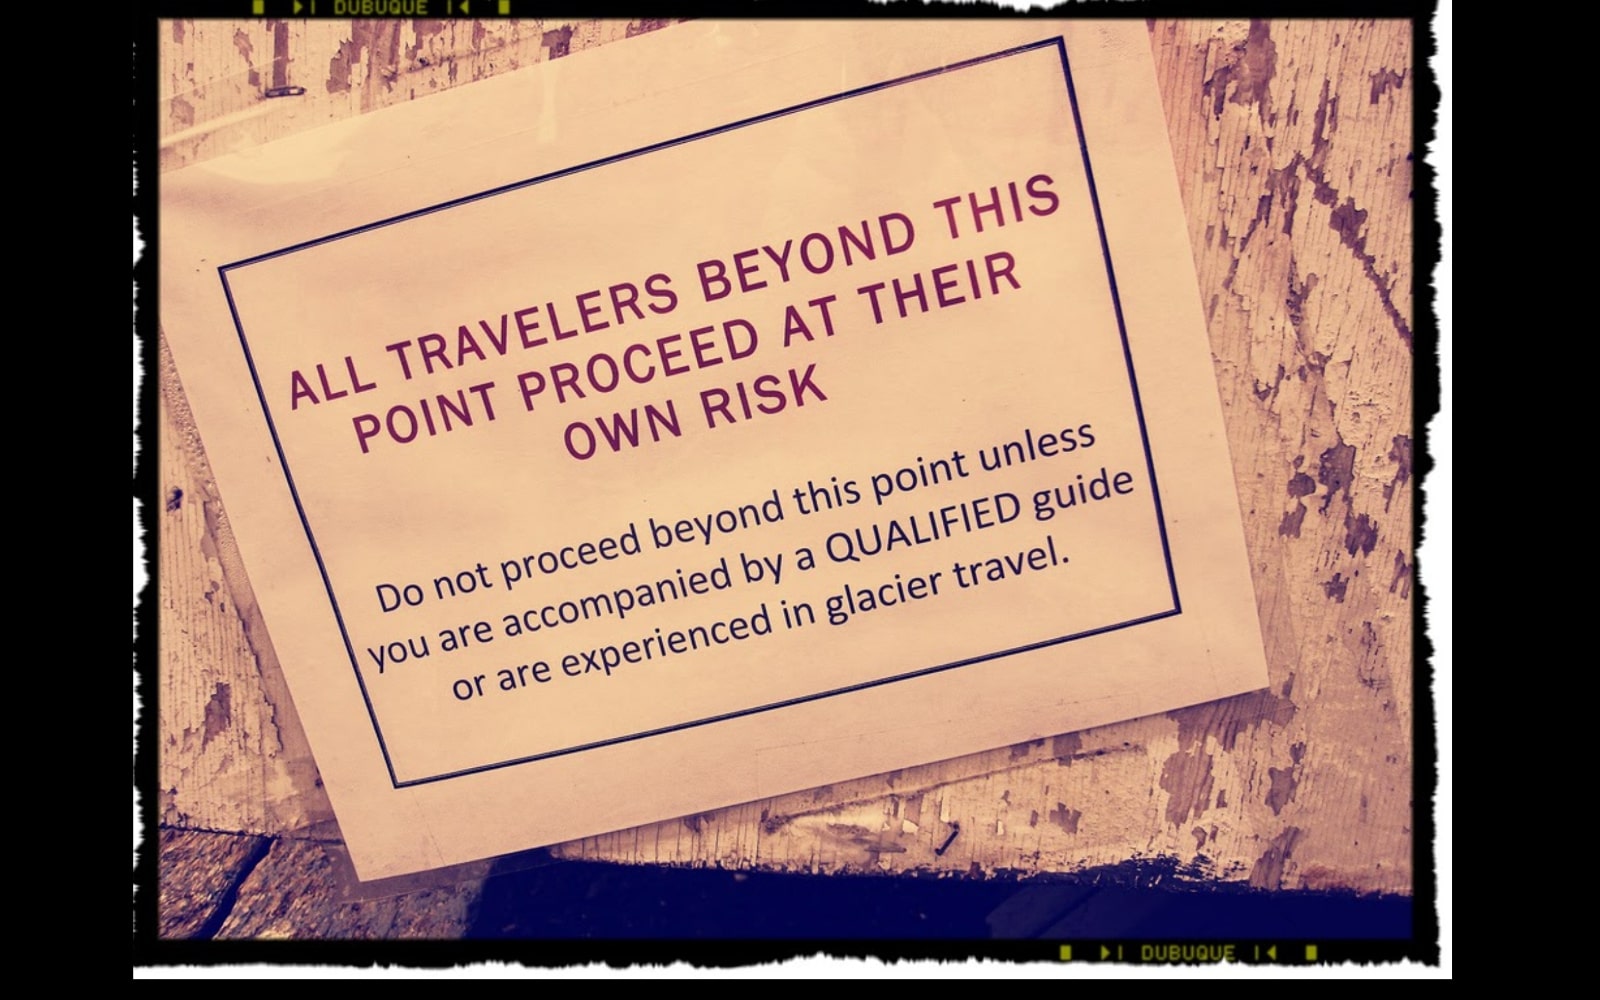 DUBUQUE
ALL TRAVELERS BEYOND THIS
POINT PROCEED AT THEIR
OWN RISK
Do not proceed beyond this point unless
you are accompanied by a QUALIFIED guide
or are experienced in glacier travel.
DUBUQUE